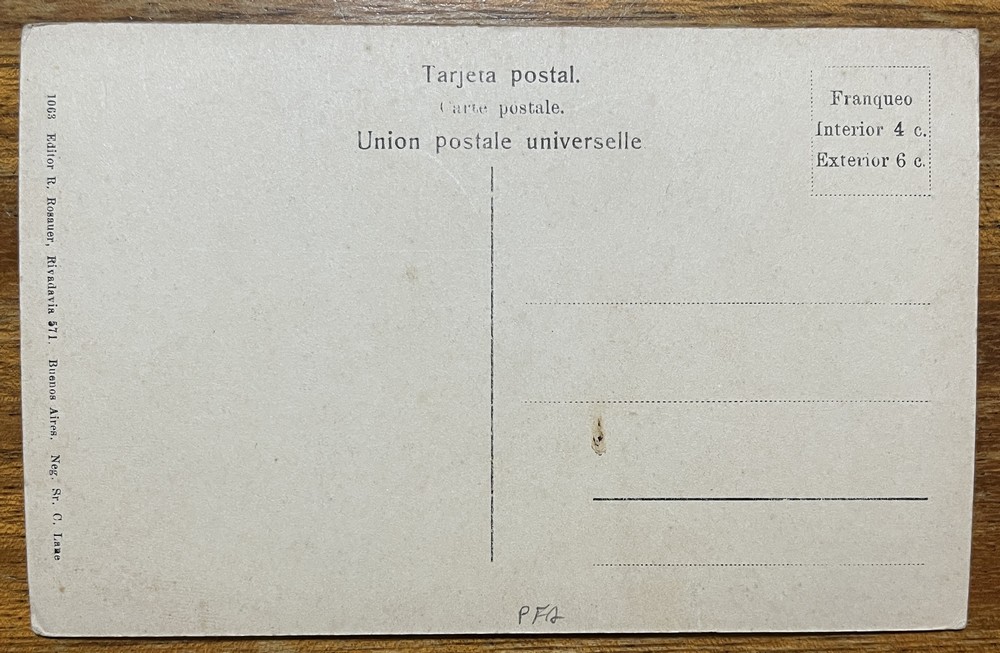 Tarjeta postal.
Carte postale.
Union postale universelle
Franqueo
Interior 4 c.
Exterior 6 c.
1063 Editor R. Rosauer, Rivadavia 571. Buenos Aires. Neg. Sr. C. Lane
PFA